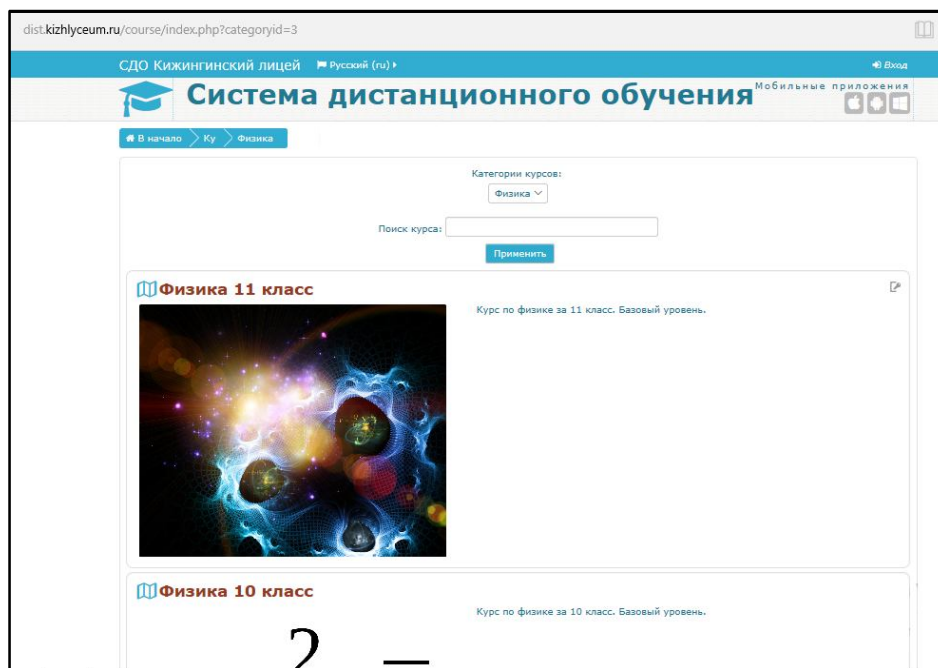 dist.kizhlyceum.ru/course/index.php?categoryid=3
СДО Кижингинский лицей Русский (ru) Вход
Система дистанционного обучения
Мобильные приложения
В начало Ку Физика
Категории курсов:
Физика
Поиск курса:
Применить
Физика 11 класс
Курс по физике за 11 класс. Базовый уровень.
Физика 10 класс
Курс по физике за 10 класс. Базовый уровень.
2